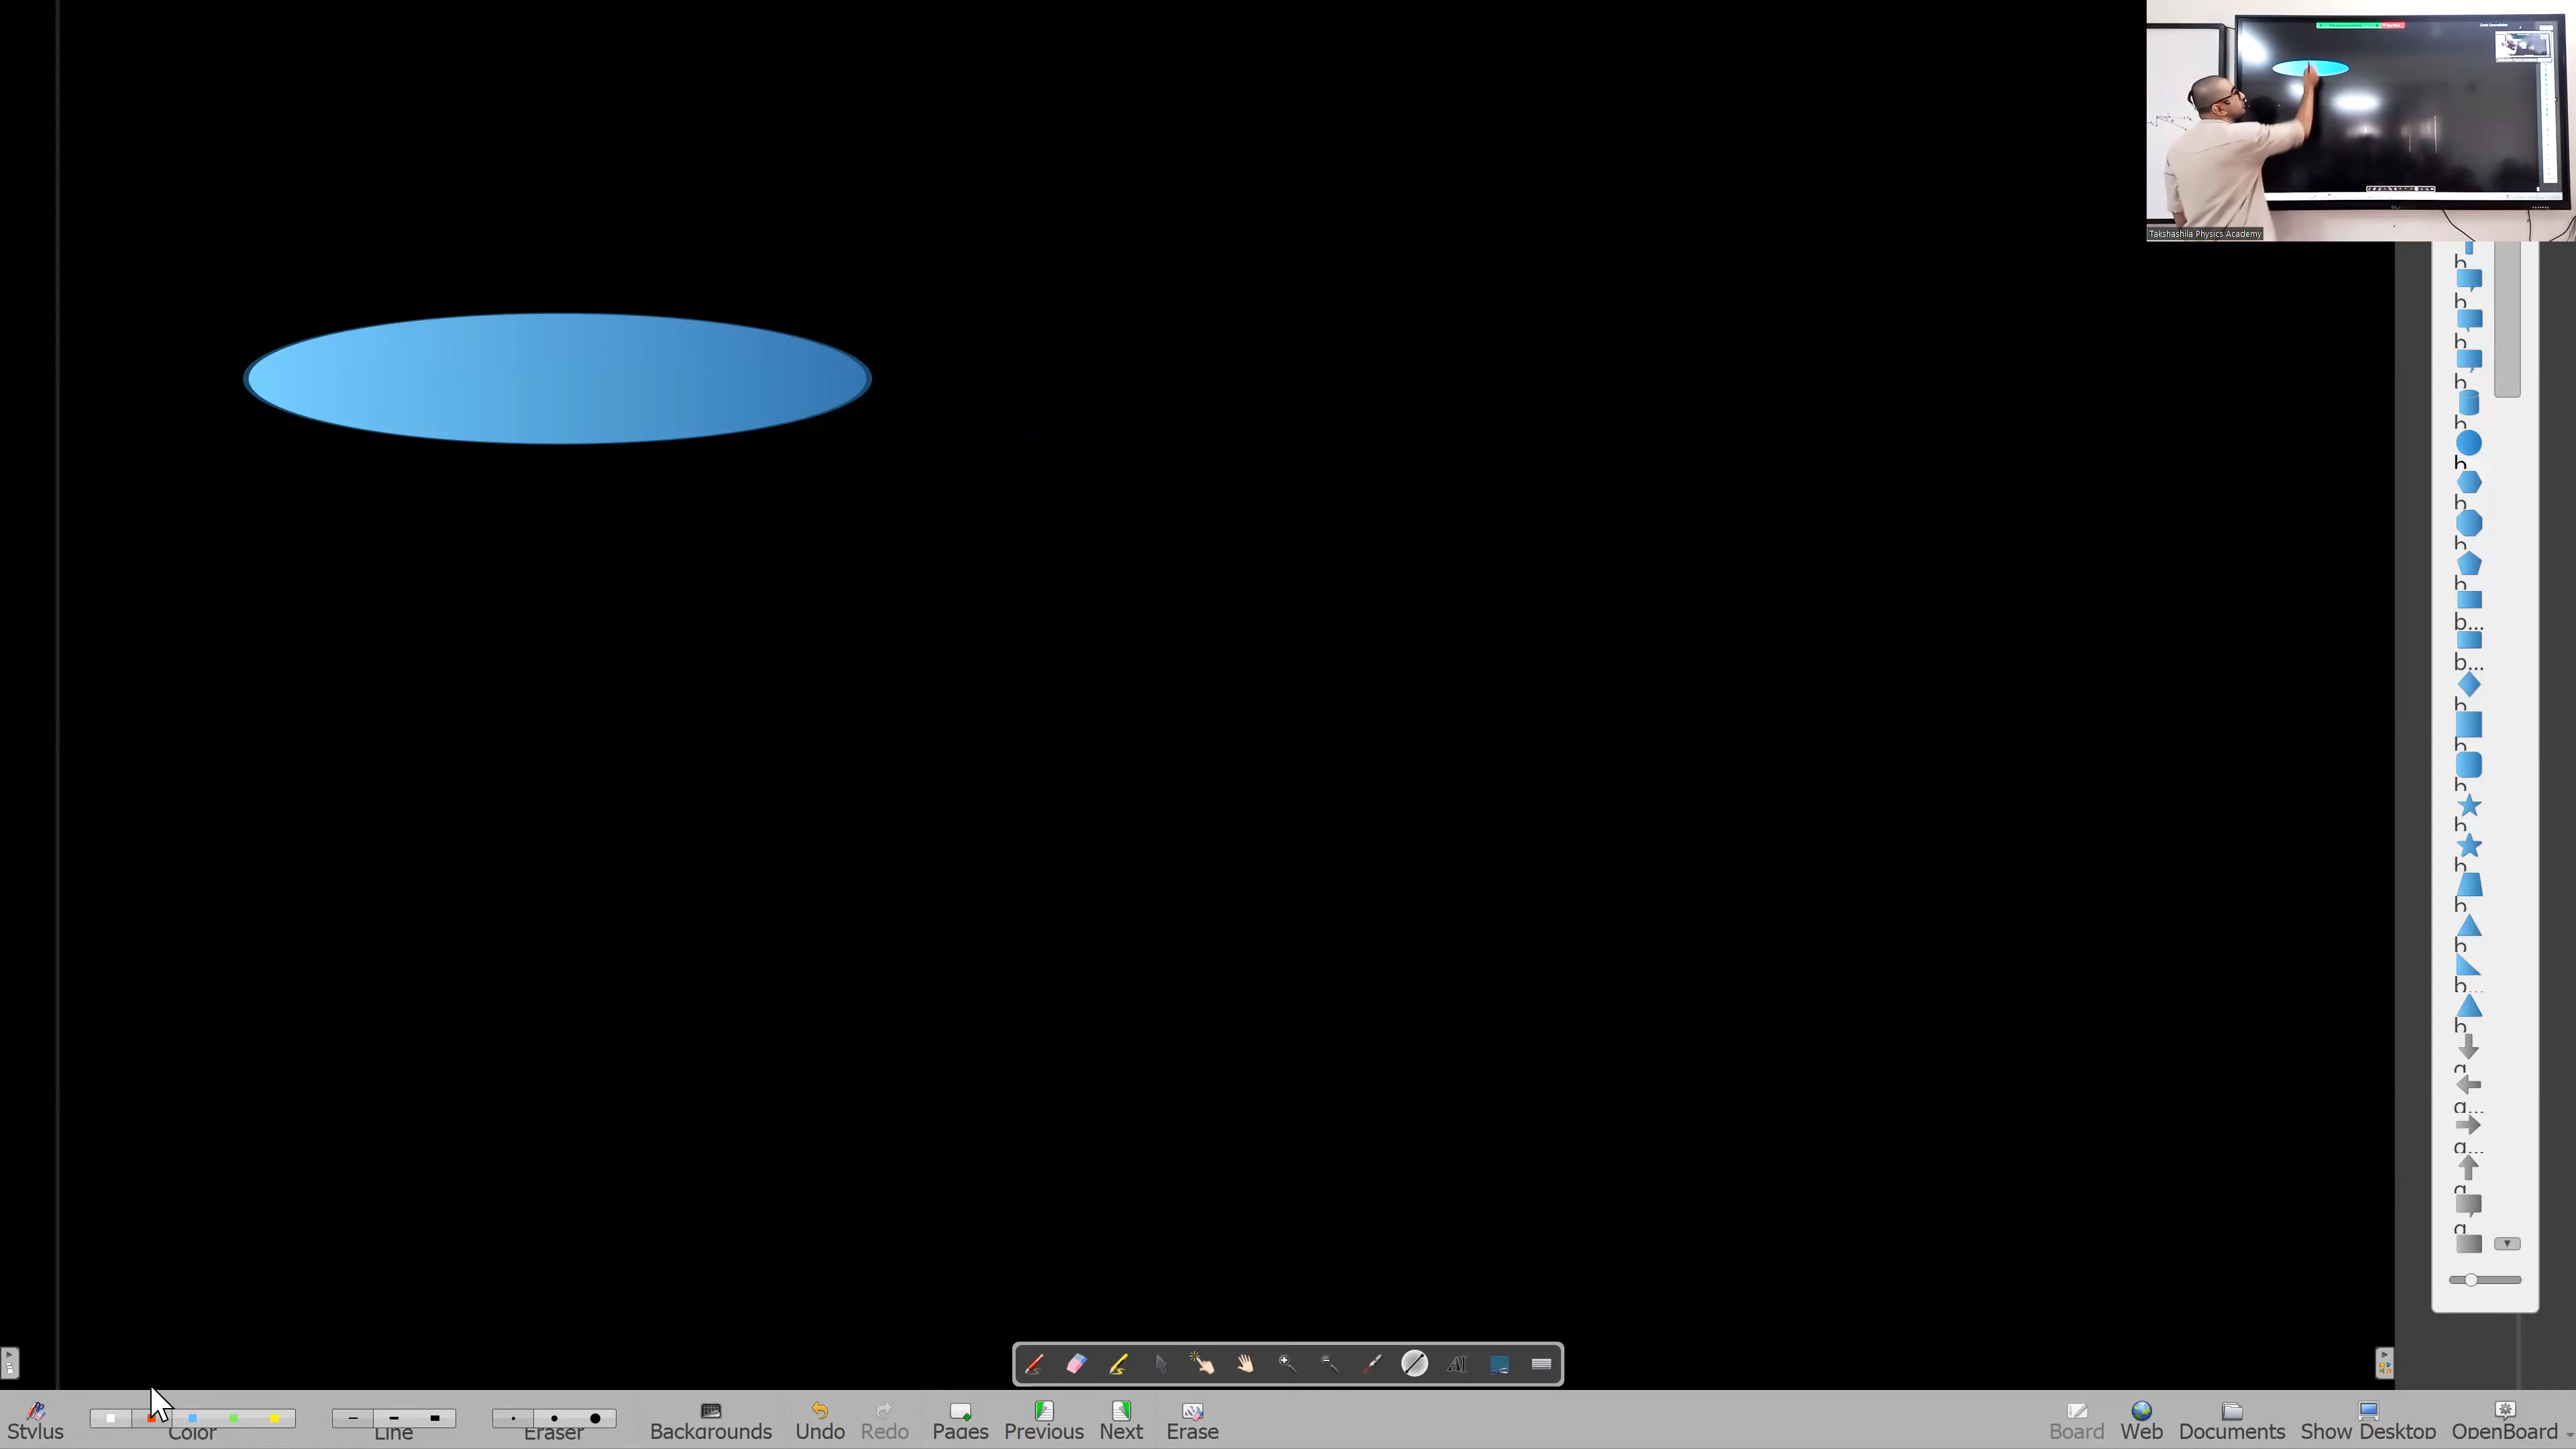 Takshashila Physics Academy
b
b
b
b
b
b
b
b
b
b...
b...
b
b
b
b
b
b
b
b...
b
a
a...
a...
a
a
AI
Stylus
Color
Line
Eraser
Backgrounds
Undo
Redo
Pages
Previous
Next
Erase
Board
Web
Documents
Show Desktop
OpenBoard